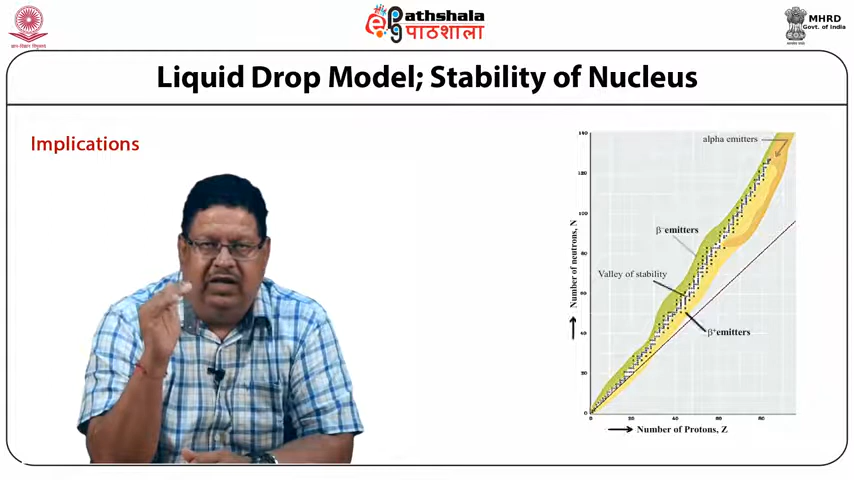 Pathshala
पाठशाला
MHRD
Govt. of India
Liquid Drop Model; Stability of Nucleus
Implications
alpha emitters
β⁻emitters
Valley of stability
β⁺emitters
Number of neutrons, N
140
120
100
80
60
40
20
0
0 20 40 60 80
Number of Protons, Z